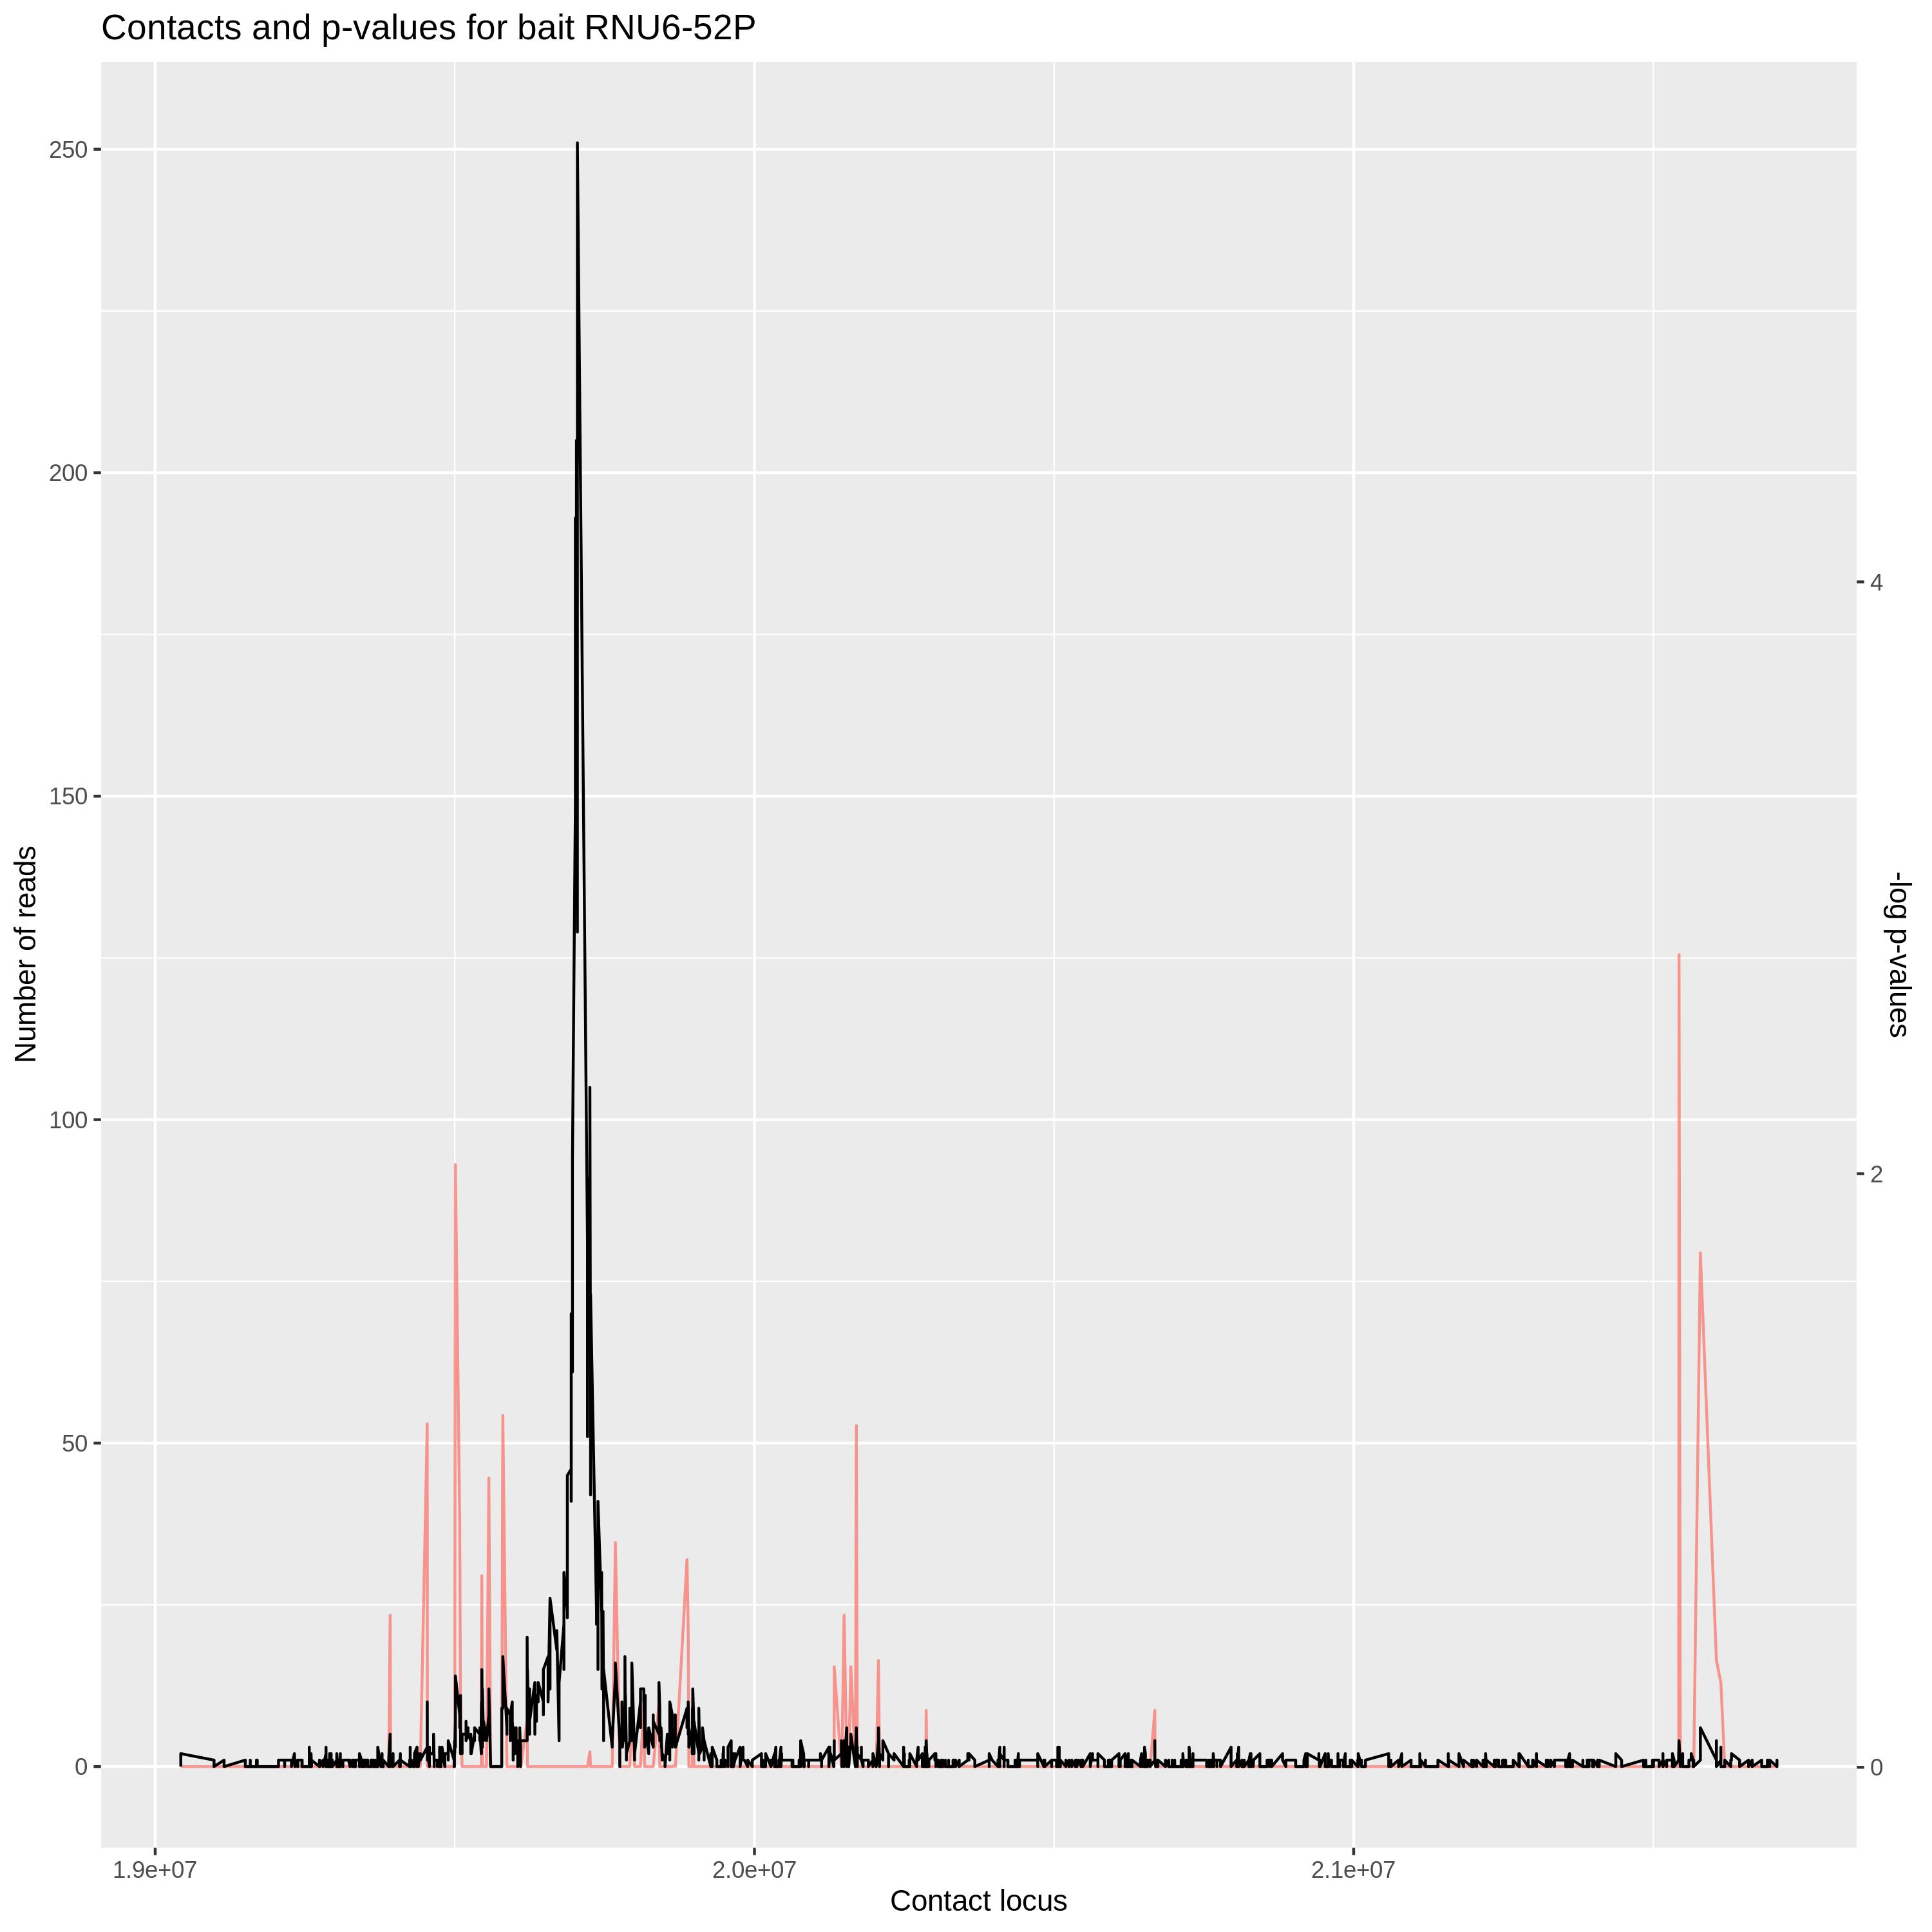 Contacts and p-values for bait RNU6-52P
250
200
150
100
50
0
Number of reads
4
2
0
-log p-values
1.9e+07
2.0e+07
2.1e+07
Contact locus